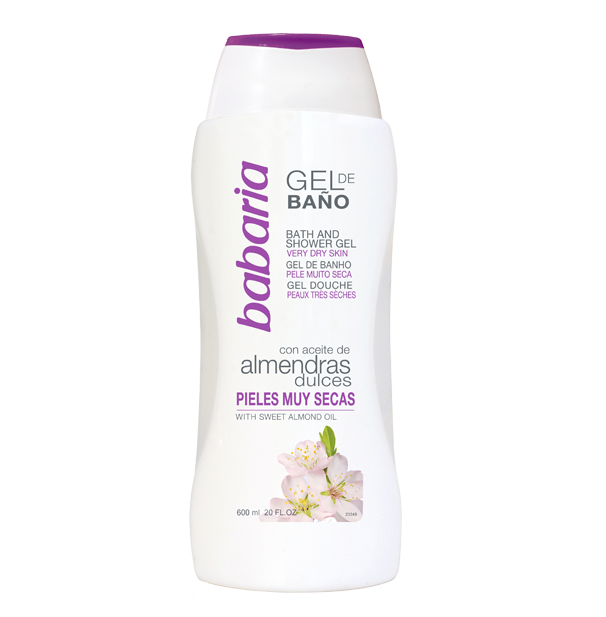 babaria
GEL DE
BAÑO
BATH AND
SHOWER GEL
VERY DRY SKIN
GEL DE BANHO
PELE MUITO SECA
GEL DOUCHE
PEAUX TRÈS SÈCHES
con aceite de
almendras
dulces
PIELES MUY SECAS
WITH SWEET ALMOND OIL
600 ml 20 FL.OZ